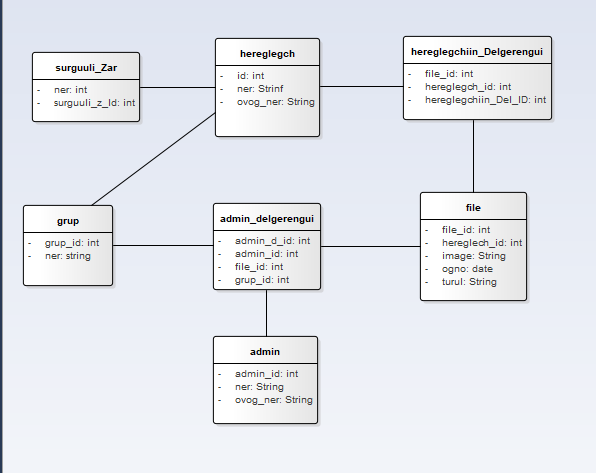 surguuli_Zar
- ner: int
- surguuli_z_Id: int
hereglegch
- id: int
- ner: Strinf
- ovog_ner: String
hereglegchiin_Delgerengui
- file_id: int
- hereglegch_id: int
- hereglegchiin_Del_ID: int
grup
- grup_id: int
- ner: string
admin_delgerengui
- admin_d_id: int
- admin_id: int
- file_id: int
- grup_id: int
file
- file_id: int
- hereglech_id: int
- image: String
- ogno: date
- turul: String
admin
- admin_id: int
- ner: String
- ovog_ner: String